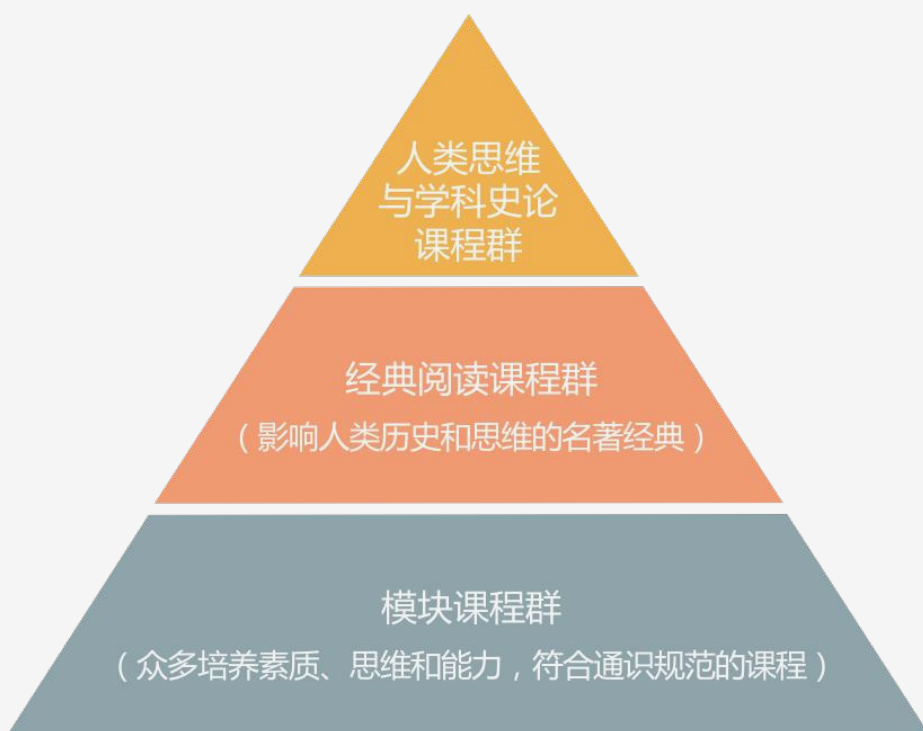 人类思维
与学科史论
课程群
经典阅读课程群
（影响人类历史和思维的名著经典）
模块课程群
（众多培养素质、思维和能力，符合通识规范的课程）